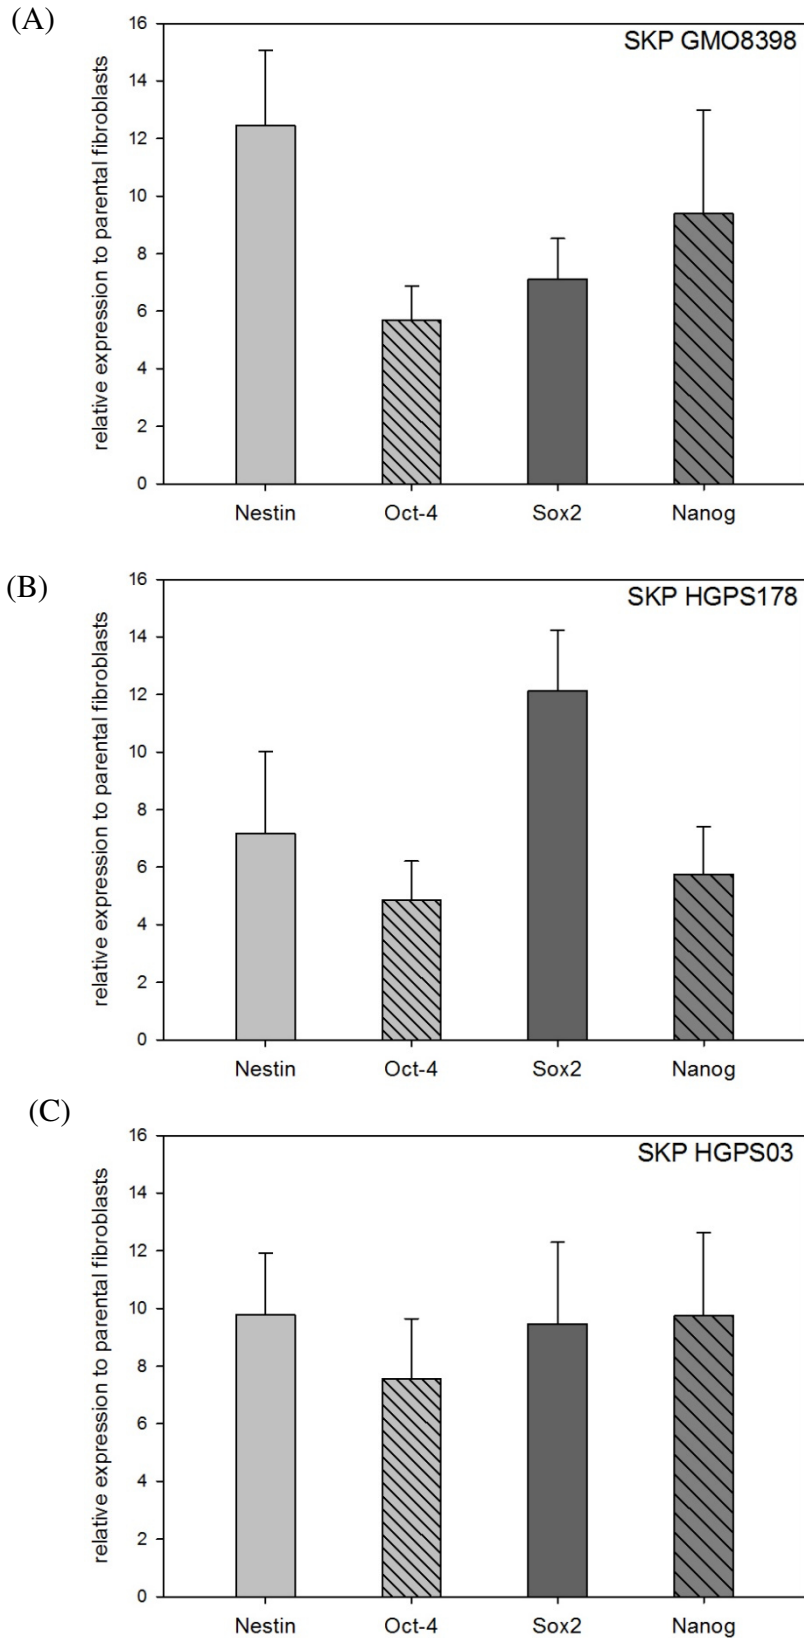 (A)
SKP GMO8398
relative expression to parental fibroblasts
16
14
12
10
8
6
4
2
0
Nestin Oct-4 Sox2 Nanog
(B)
SKP HGPS178
relative expression to parental fibroblasts
16
14
12
10
8
6
4
2
0
Nestin Oct-4 Sox2 Nanog
(C)
SKP HGPS03
relative expression to parental fibroblasts
16
14
12
10
8
6
4
2
0
Nestin Oct-4 Sox2 Nanog